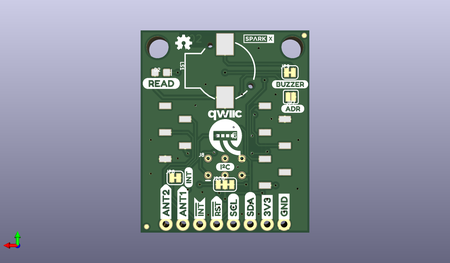 SPARK X
READ
BUZZER
ADR
qwiic
I²C
INT
ANT2
ANT1
INT
RST
SCL
SDA
3V3
GND